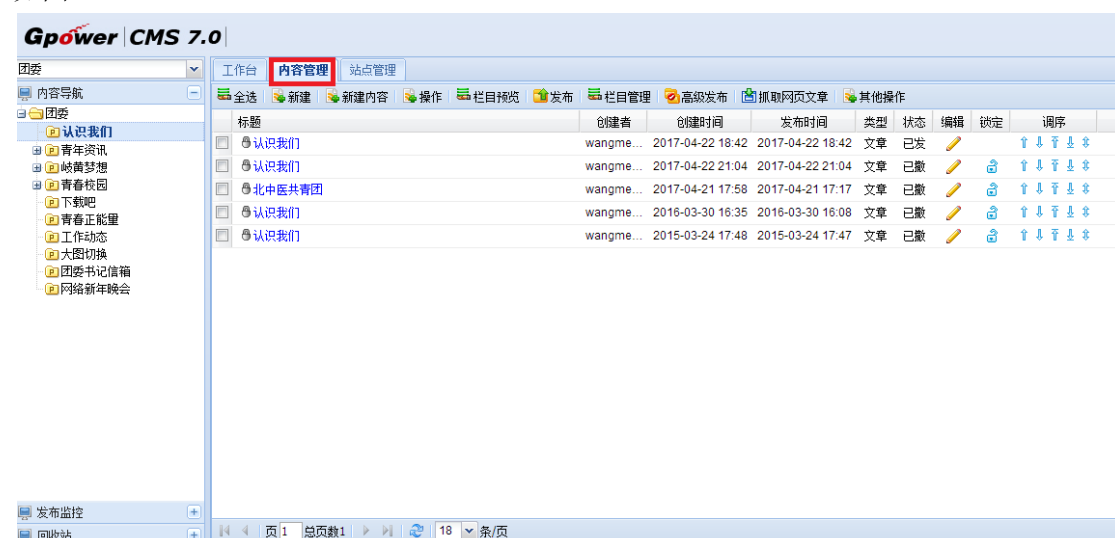 Gpower CMS 7.0
团委
工作台 内容管理 站点管理
内容导航
全选 新建 新建内容 操作 栏目预览 发布 栏目管理 高级发布 抓取网页文章 其他操作
团委
认识我们
青年资讯
岐黄梦想
青春校园
下载吧
青春正能量
工作动态
大图切换
团委书记信箱
网络新年晚会
标题 创建者 创建时间 发布时间 类型 状态 编辑 锁定 调序
认识我们 wangme... 2017-04-22 18:42 2017-04-22 18:42 文章 已发
认识我们 wangme... 2017-04-22 21:04 2017-04-22 21:04 文章 已撤
北中医共青团 wangme... 2017-04-21 17:58 2017-04-21 17:17 文章 已撤
认识我们 wangme... 2016-03-30 16:35 2016-03-30 16:08 文章 已撤
认识我们 wangme... 2015-03-24 17:48 2015-03-24 17:47 文章 已撤
发布监控
回收站
页 1 总页数1 18 条/页